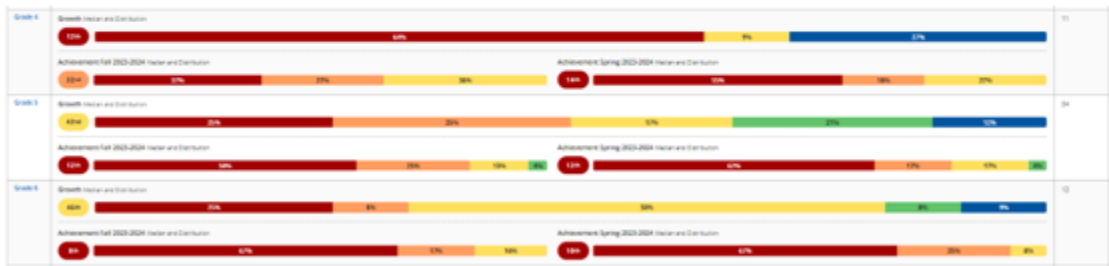 Grade 4
Growth Median and Distribution
11
12th
64% 9% 27%
Achievement Fall 2023-2024 Median and Distribution Achievement Spring 2023-2024 Median and Distribution
37% 27% 36% 14th 55% 18% 27%
Grade 5
Growth Median and Distribution
24
25% 25% 17% 21% 12%
Achievement Fall 2023-2024 Median and Distribution Achievement Spring 2023-2024 Median and Distribution
12th 58% 25% 13% 4% 12th 62% 17% 17% 4%
Grade 6
Growth Median and Distribution
12
46th
25% 8% 50% 8% 9%
Achievement Fall 2023-2024 Median and Distribution Achievement Spring 2023-2024 Median and Distribution
67% 17% 16% 10th 67% 25% 8%